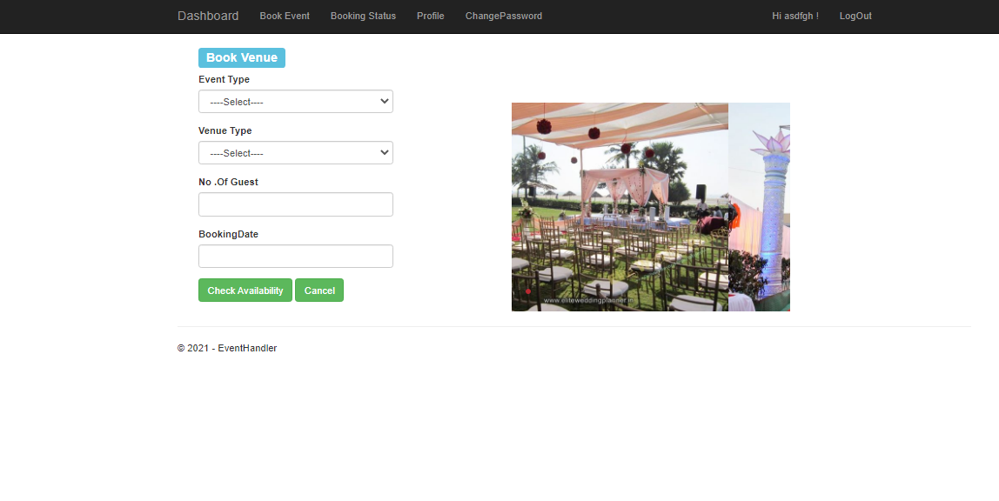 Dashboard Book Event Booking Status Profile ChangePassword Hi asdfgh ! LogOut
Book Venue
Event Type
----Select----
Venue Type
----Select----
No .Of Guest
BookingDate
Check Availability Cancel
www.eliteweddingplanner.in
© 2021 - EventHandler